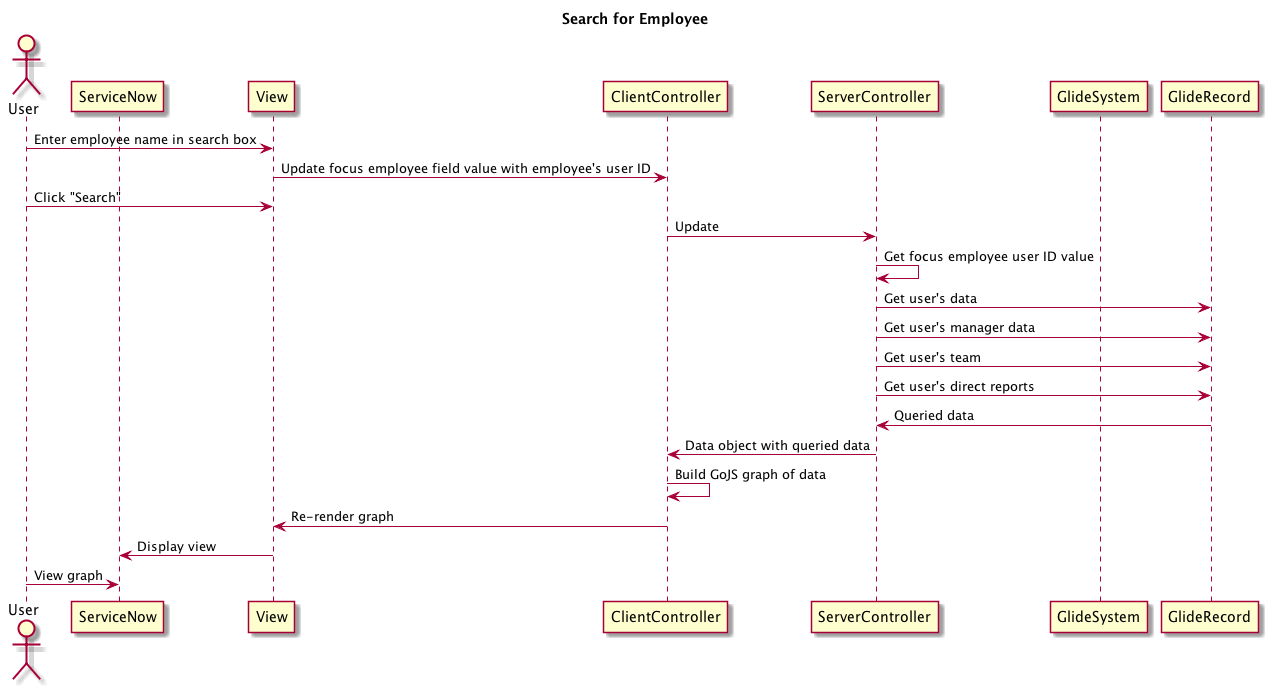 Search for Employee
User
ServiceNow
View
ClientController
ServerController
GlideSystem
GlideRecord
Enter employee name in search box
Update focus employee field value with employee's user ID
Click "Search"
Update
Get focus employee user ID value
Get user's data
Get user's manager data
Get user's team
Get user's direct reports
Queried data
Data object with queried data
Build GoJS graph of data
Re-render graph
Display view
View graph
User
ServiceNow
View
ClientController
ServerController
GlideSystem
GlideRecord